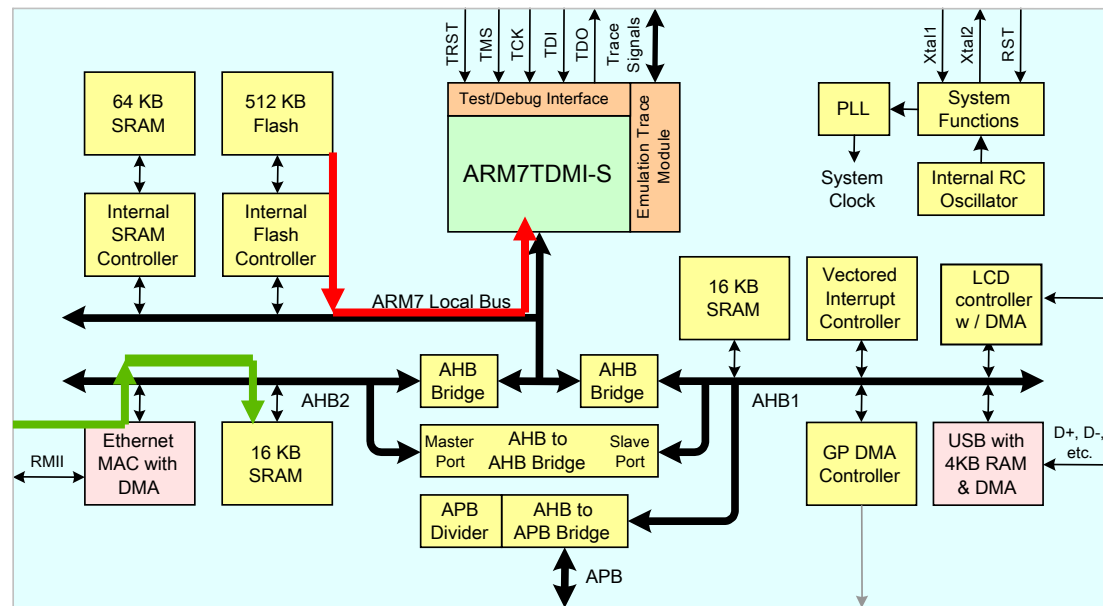 TRST
TMS
TCK
TDI
TDO
Trace
Signals
Xtal1
Xtal2
RST
64 KB
SRAM
512 KB
Flash
Test/Debug Interface
ARM7TDMI-S
Emulation Trace
Module
PLL
System
Functions
System
Clock
Internal RC
Oscillator
Internal
SRAM
Controller
Internal
Flash
Controller
ARM7 Local Bus
16 KB
SRAM
Vectored
Interrupt
Controller
LCD
controller
w / DMA
AHB
Bridge
AHB
Bridge
AHB2
AHB1
Ethernet
MAC with
DMA
RMII
16 KB
SRAM
Master
Port
AHB to
AHB Bridge
Slave
Port
GP DMA
Controller
USB with
4KB RAM
& DMA
D+, D-,
etc.
APB
Divider
AHB to
APB Bridge
APB